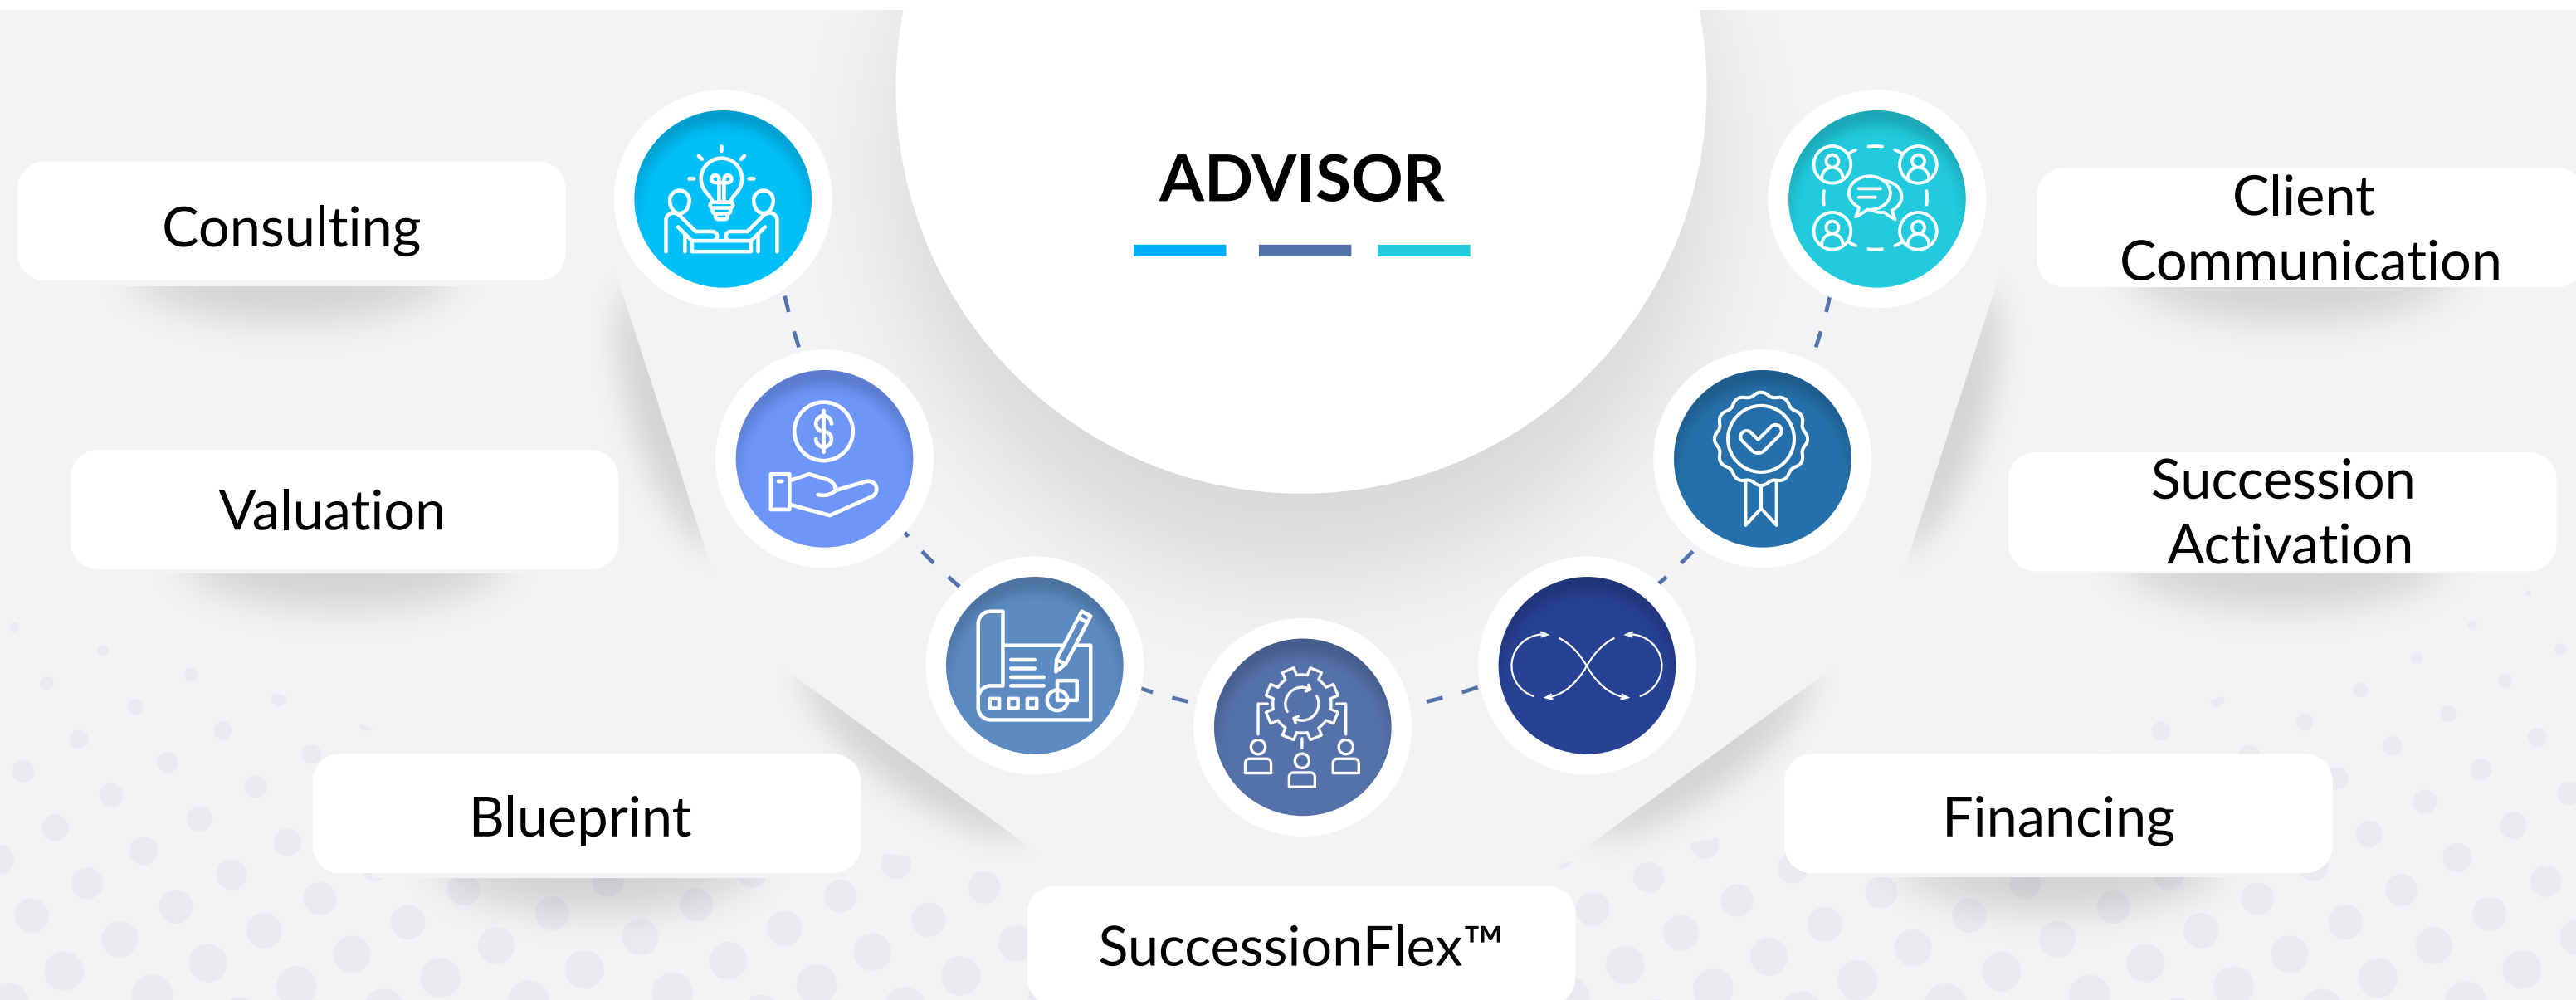 ADVISOR
Consulting
Valuation
Blueprint
SuccessionFlex™
Financing
Succession
Activation
Client
Communication
$